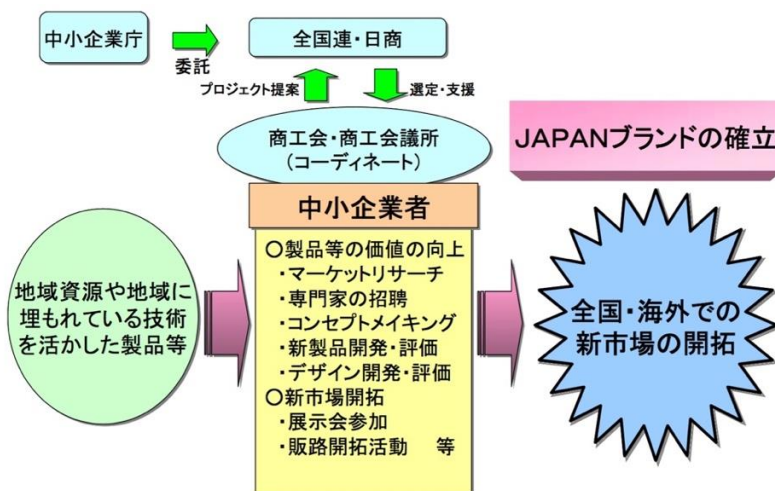 中小企業庁
委託
全国連・日商
プロジェクト提案
選定・支援
商工会・商工会議所
（コーディネート）
JAPANブランドの確立
中小企業者
地域資源や地域に
埋もれている技術
を活かした製品等
○製品等の価値の向上
・マーケットリサーチ
・専門家の招聘
・コンセプトメイキング
・新製品開発・評価
・デザイン開発・評価
○新市場開拓
・展示会参加
・販路開拓活動　等
全国・海外での
新市場の開拓